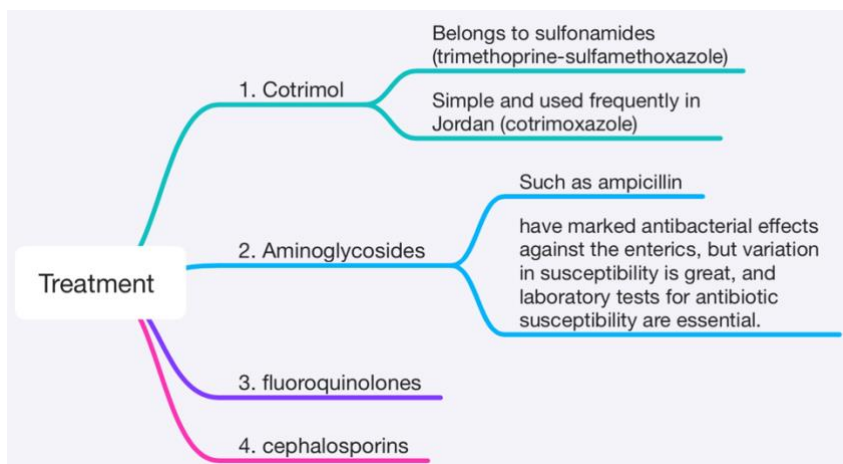 Treatment
1. Cotrimol
Belongs to sulfonamides
(trimethoprine-sulfamethoxazole)
Simple and used frequently in
Jordan (cotrimoxazole)
2. Aminoglycosides
Such as ampicillin
have marked antibacterial effects
against the enterics, but variation
in susceptibility is great, and
laboratory tests for antibiotic
susceptibility are essential.
3. fluoroquinolones
4. cephalosporins